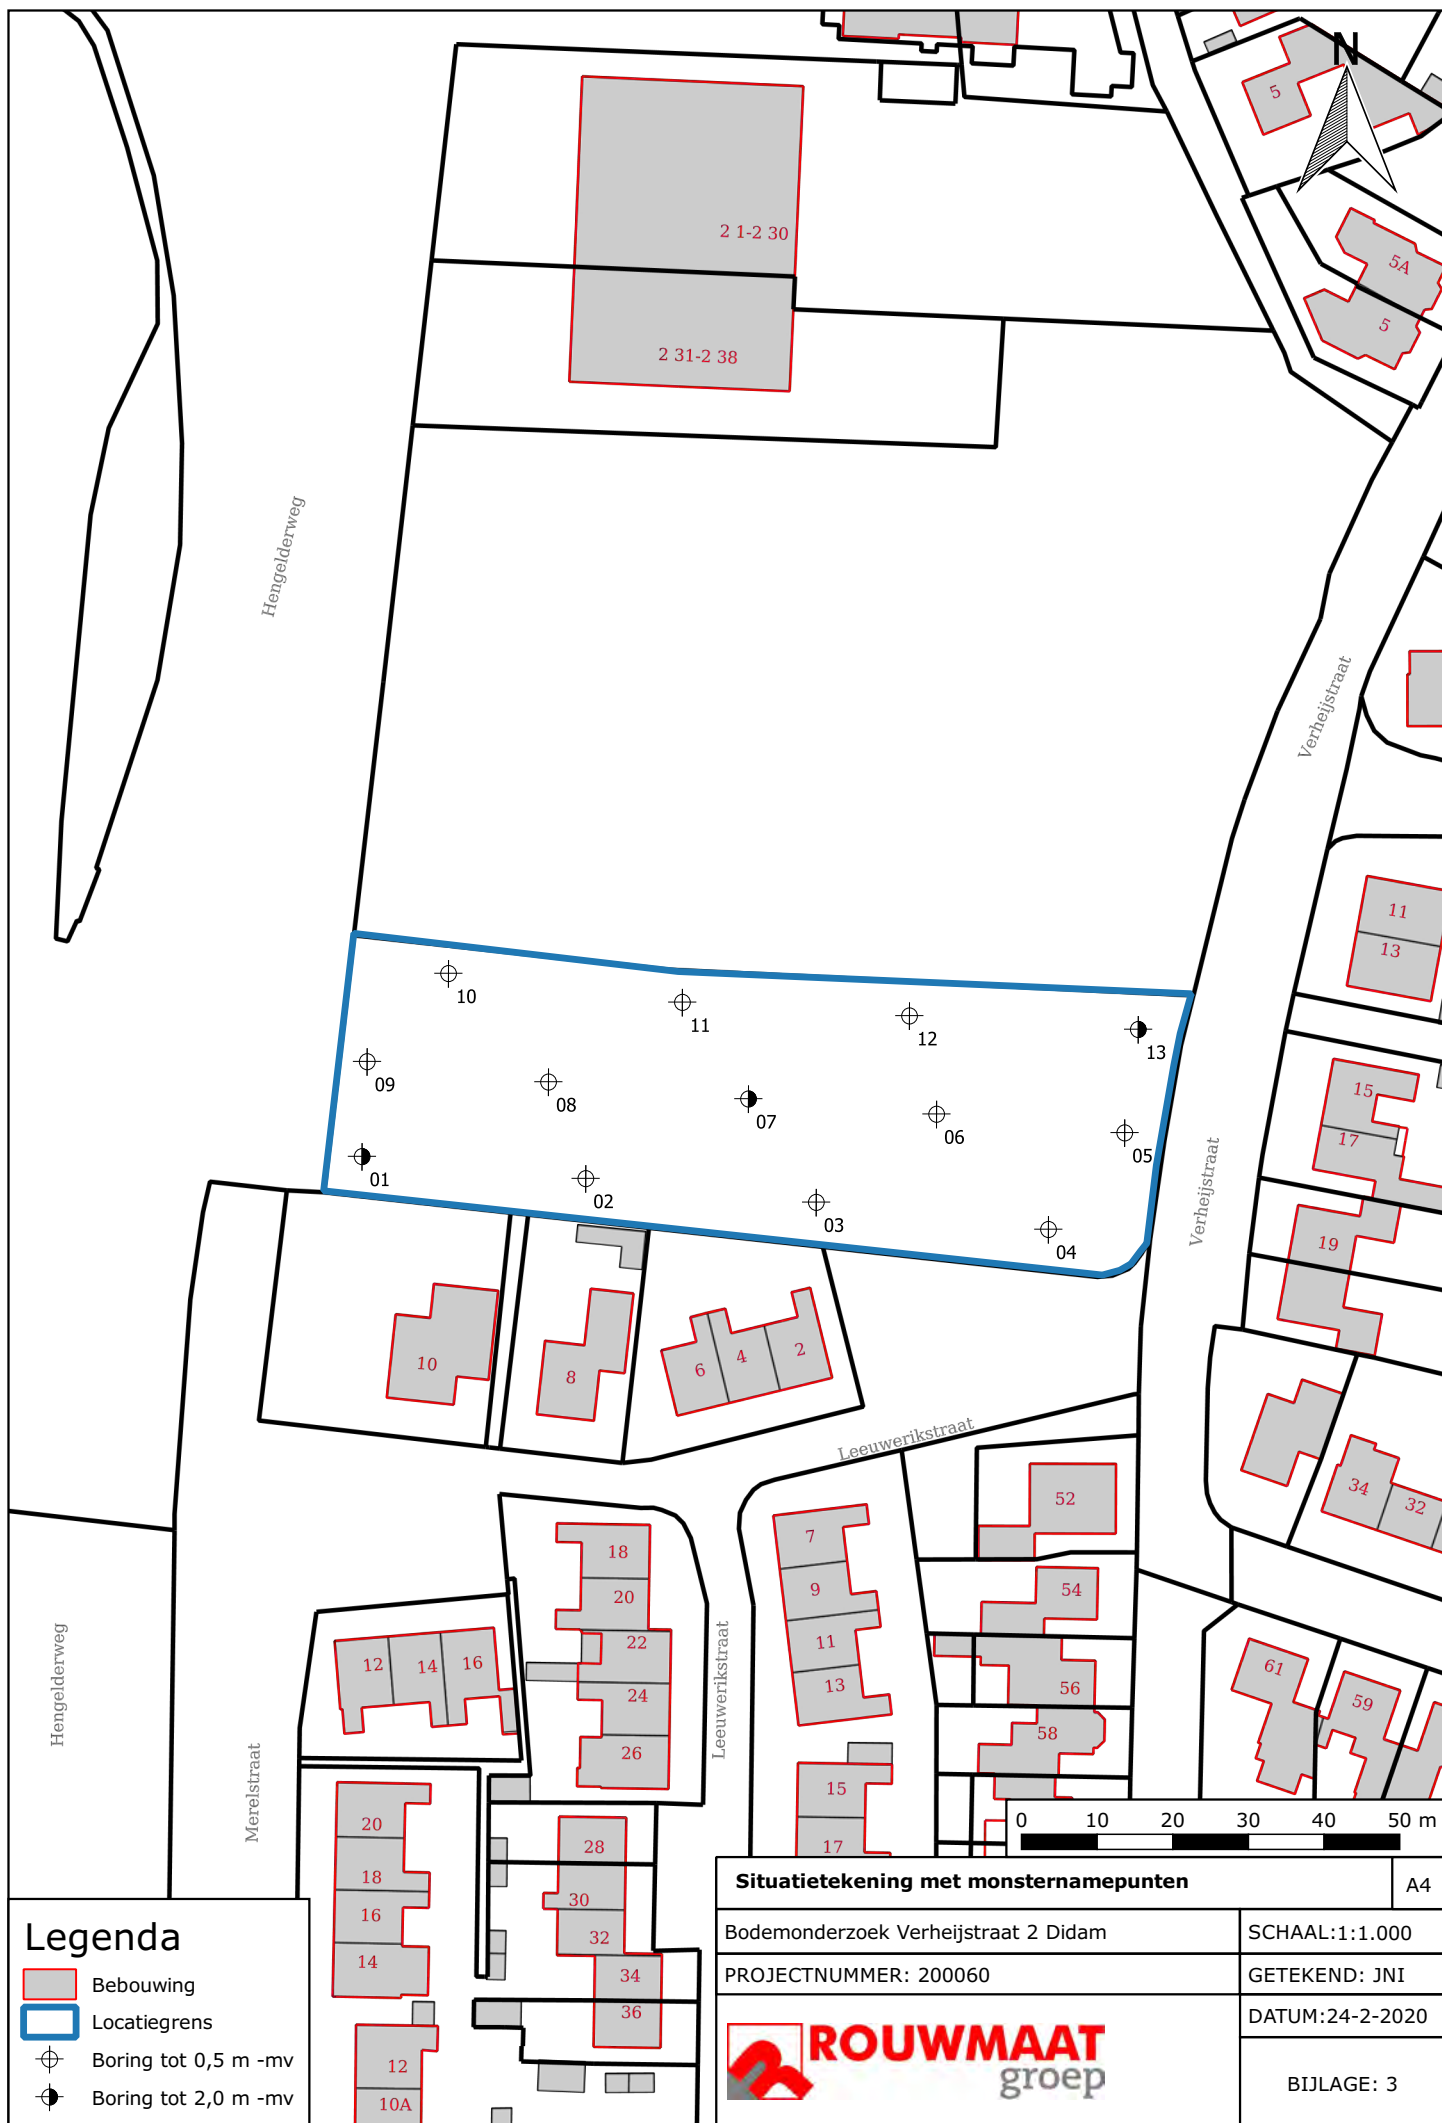 N
5
2 1-2 30
5A
5
2 31-2 38
Hengelderweg
Verheijstraat
11
13
10
11
12
13
09
08
07
06
05
15
17
01
02
03
04
Verheijstraat
19
10
8
6
4
2
Leeuwerikstraat
52
34
32
7
18
9
54
20
11
22
12
14
16
13
24
56
61
59
Hengelderweg
Leeuwerikstraat
58
26
Merelstraat
15
20
28
17
18
30
16
32
14
34
36
12
10A
0 10 20 30 40 50 m
Situatietekening met monsternamepunten
A4
Bodemonderzoek Verheijstraat 2 Didam
SCHAAL:1:1.000
PROJECTNUMMER: 200060
GETEKEND: JNI
DATUM:24-2-2020
ROUWMAAT
groep
BIJLAGE: 3
Legenda
Bebouwing
Locatiegrens
Boring tot 0,5 m -mv
Boring tot 2,0 m -mv